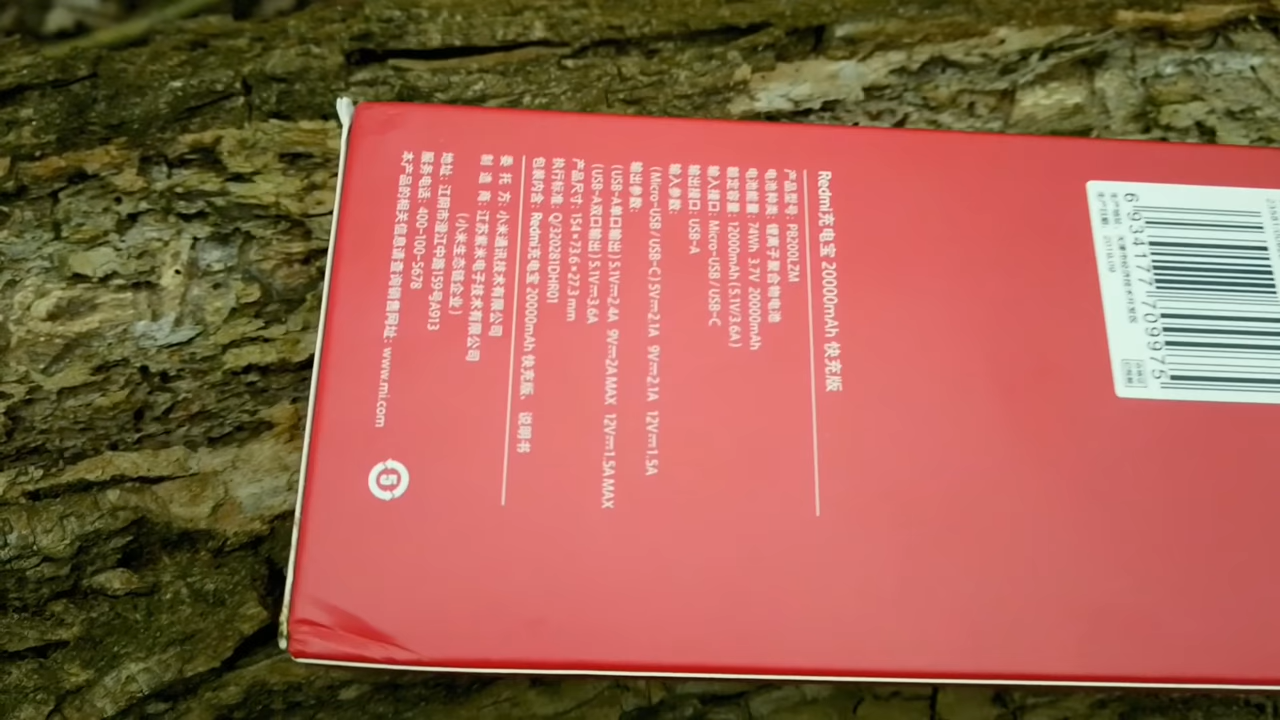 Redmi充电宝 20000mAh 快充版
产品型号: PB200LZM
电池种类: 锂离子聚合物电池
电池能量: 74Wh 3.7V 20000mAh
额定容量: 12000mAh (5.1V/3.6A)
输入接口: Micro-USB / USB-C
输出接口: USB-A
输入参数:
(Micro-USB / USB-C) 5V⎓2.1A 9V⎓2.1A 12V⎓1.5A
输出参数:
(USB-A单口输出) 5.1V⎓2.4A 9V⎓2A MAX 12V⎓1.5A MAX
(USB-A双口输出) 5.1V⎓3.6A
产品尺寸: 154×73.6×27.3 mm
执行标准: Q/320281DHR01
包装内含: Redmi充电宝 20000mAh 快充版、说明书
委 托 方: 小米通讯技术有限公司
制 造 商: 江苏紫米电子技术有限公司
(小米生态链企业)
地址: 江阴市澄江中路159号A913
服务电话: 400-100-5678
本产品的相关信息请查询销售网址: www.mi.com
5
6 934177 709975